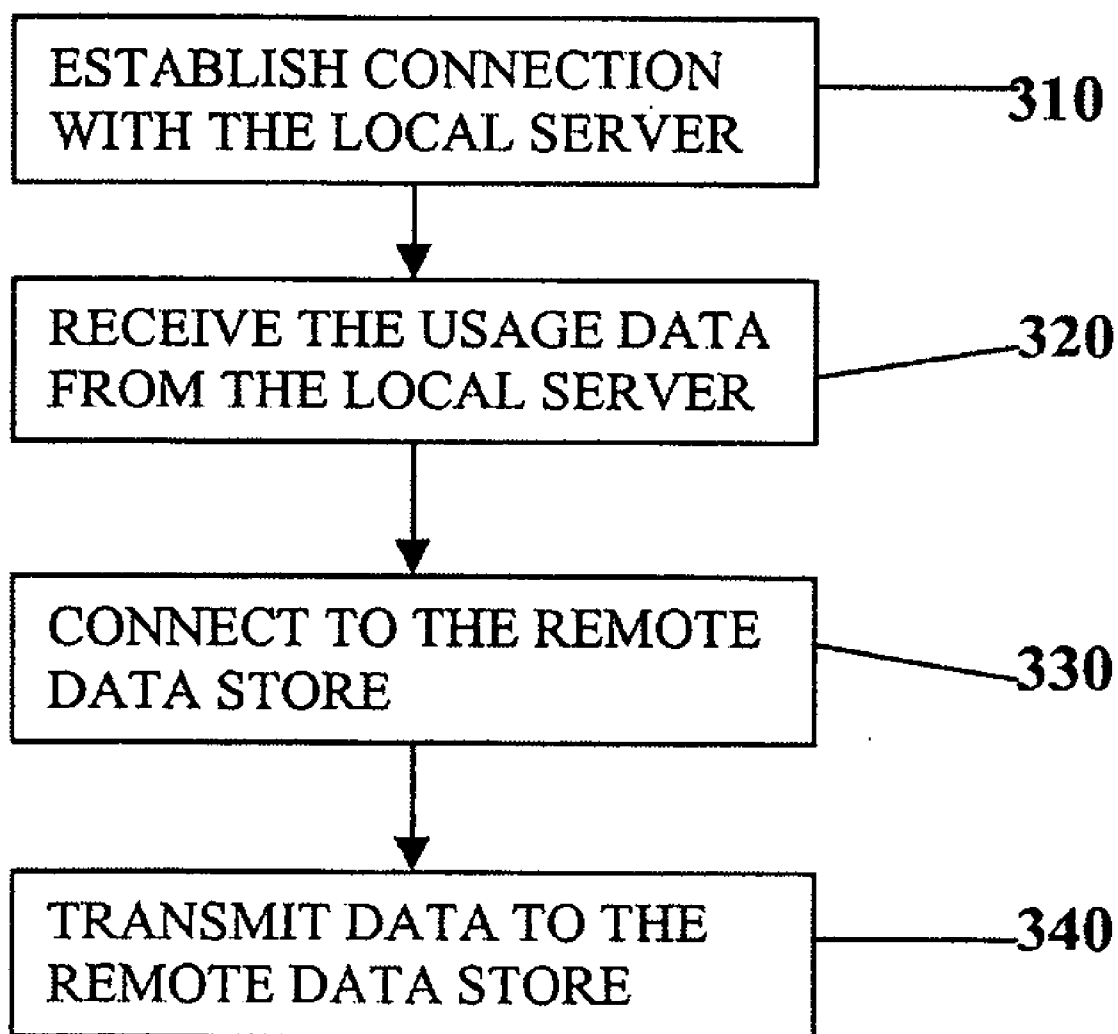 ESTABLISH CONNECTION
WITH THE LOCAL SERVER
310
RECEIVE THE USAGE DATA
FROM THE LOCAL SERVER
320
CONNECT TO THE REMOTE
DATA STORE
330
TRANSMIT DATA TO THE
REMOTE DATA STORE
340